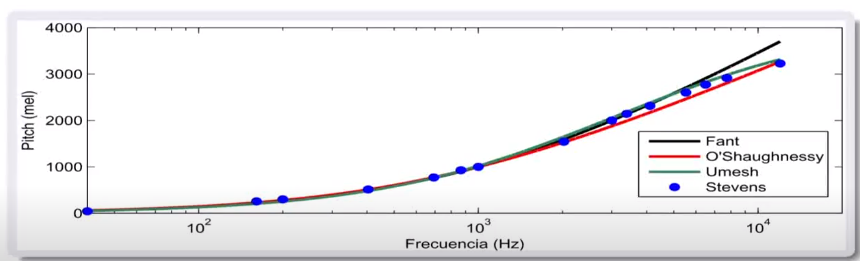 4000
3000
2000
1000
0
Pitch (mel)
10²
10³
10⁴
Frecuencia (Hz)
Fant
O'Shaughnessy
Umesh
Stevens